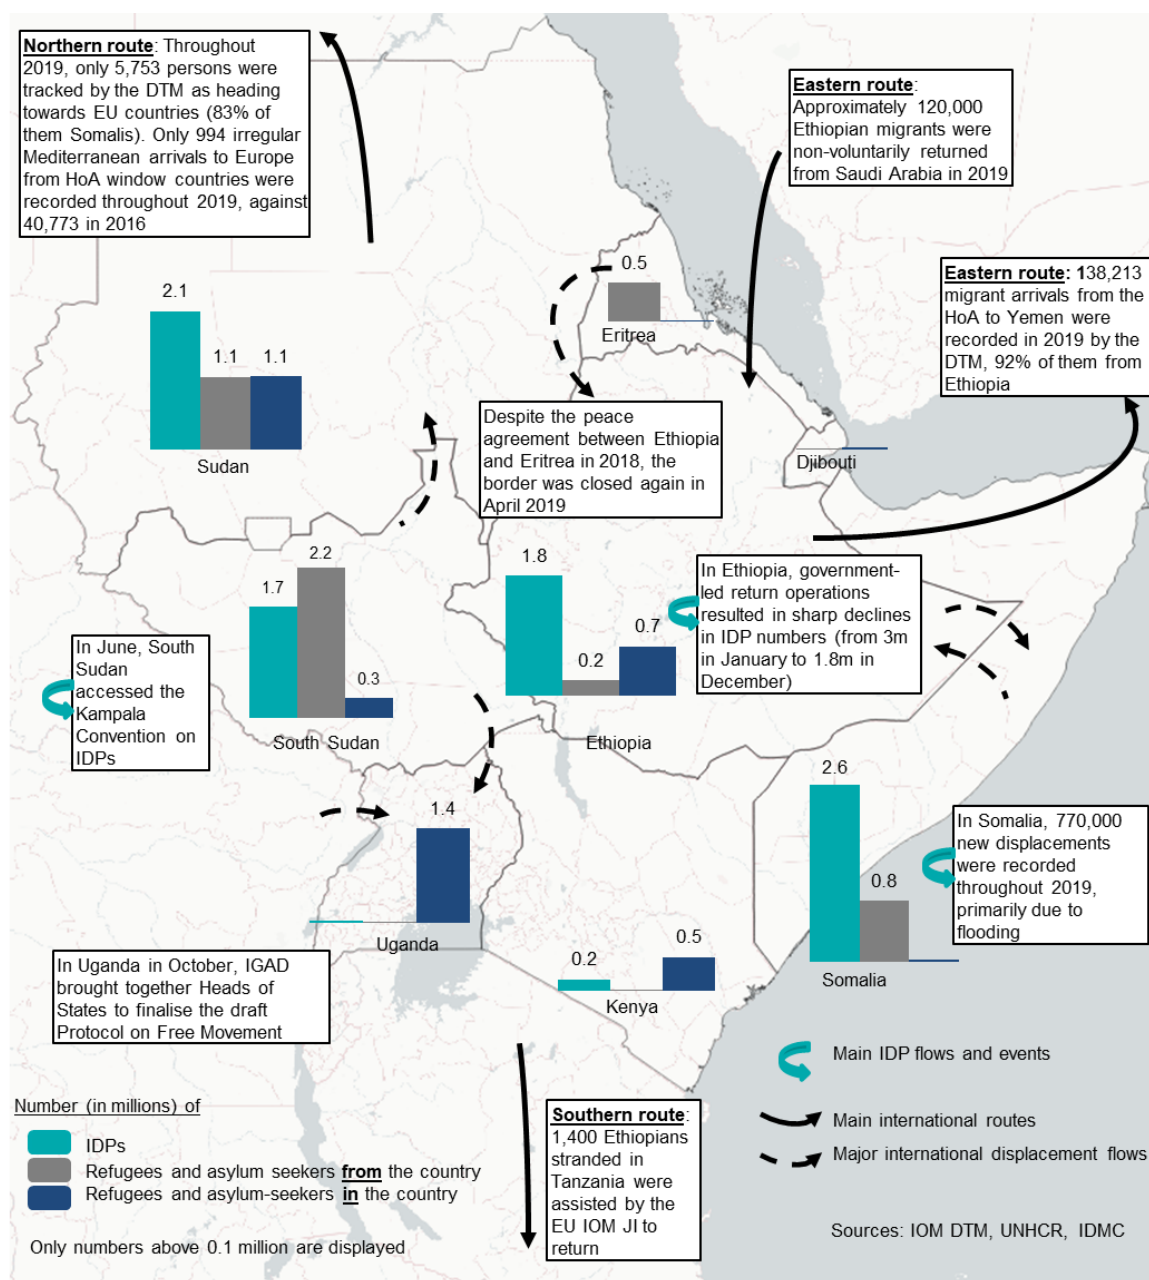 Northern route: Throughout
2019, only 5,753 persons were
tracked by the DTM as heading
towards EU countries (83% of
them Somalis). Only 994 irregular
Mediterranean arrivals to Europe
from HoA window countries were
recorded throughout 2019, against
40,773 in 2016
Eastern route:
Approximately 120,000
Ethiopian migrants were
non-voluntarily returned
from Saudi Arabia in 2019
Eastern route: 138,213
migrant arrivals from the
HoA to Yemen were
recorded in 2019 by the
DTM, 92% of them from
Ethiopia
0.5
Eritrea
2.1
1.1
1.1
Sudan
Despite the peace
agreement between Ethiopia
and Eritrea in 2018, the
border was closed again in
April 2019
Djibouti
1.7
2.2
0.3
South Sudan
1.8
0.2
0.7
Ethiopia
In Ethiopia, government-
led return operations
resulted in sharp declines
in IDP numbers (from 3m
in January to 1.8m in
December)
In June, South
Sudan
accessed the
Kampala
Convention on
IDPs
1.4
Uganda
2.6
0.8
Somalia
In Somalia, 770,000
new displacements
were recorded
throughout 2019,
primarily due to
flooding
0.2
0.5
Kenya
In Uganda in October, IGAD
brought together Heads of
States to finalise the draft
Protocol on Free Movement
Number (in millions) of
IDPs
Refugees and asylum seekers from the country
Refugees and asylum-seekers in the country
Only numbers above 0.1 million are displayed
Southern route:
1,400 Ethiopians
stranded in
Tanzania were
assisted by the
EU IOM JI to
return
Main IDP flows and events
Main international routes
Major international displacement flows
Sources: IOM DTM, UNHCR, IDMC